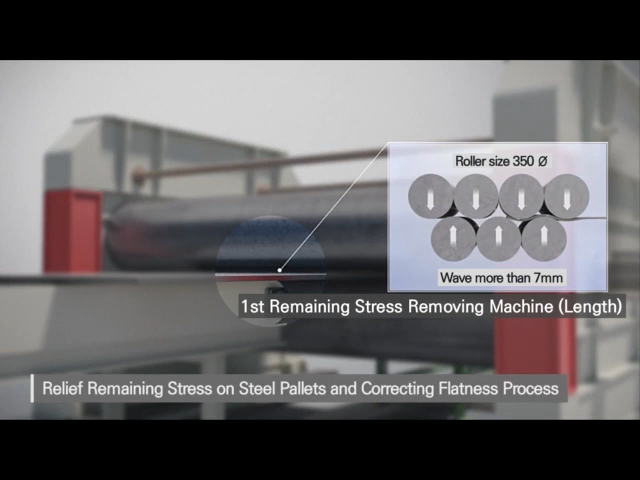 Roller size 350 Ø
Wave more than 7mm
1st Remaining Stress Removing Machine (Length)
Relief Remaining Stress on Steel Pallets and Correcting Flatness Process